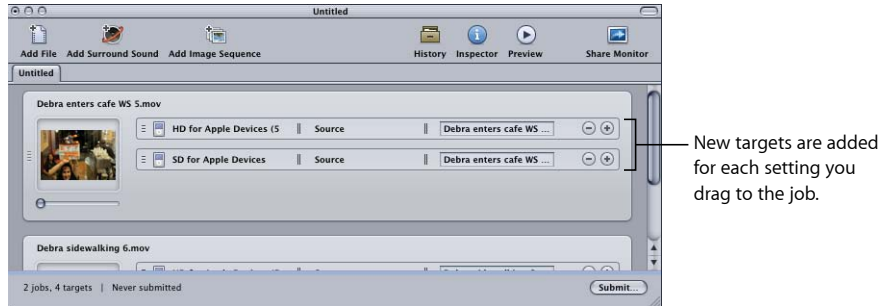 Untitled
Add File Add Surround Sound Add Image Sequence History Inspector Preview Share Monitor
Untitled
Debra enters cafe WS 5.mov
HD for Apple Devices (5 Source Debra enters cafe WS ...
SD for Apple Devices Source Debra enters cafe WS ...
New targets are added
for each setting you
drag to the job.
Debra sidewalking 6.mov
2 jobs, 4 targets | Never submitted Submit...